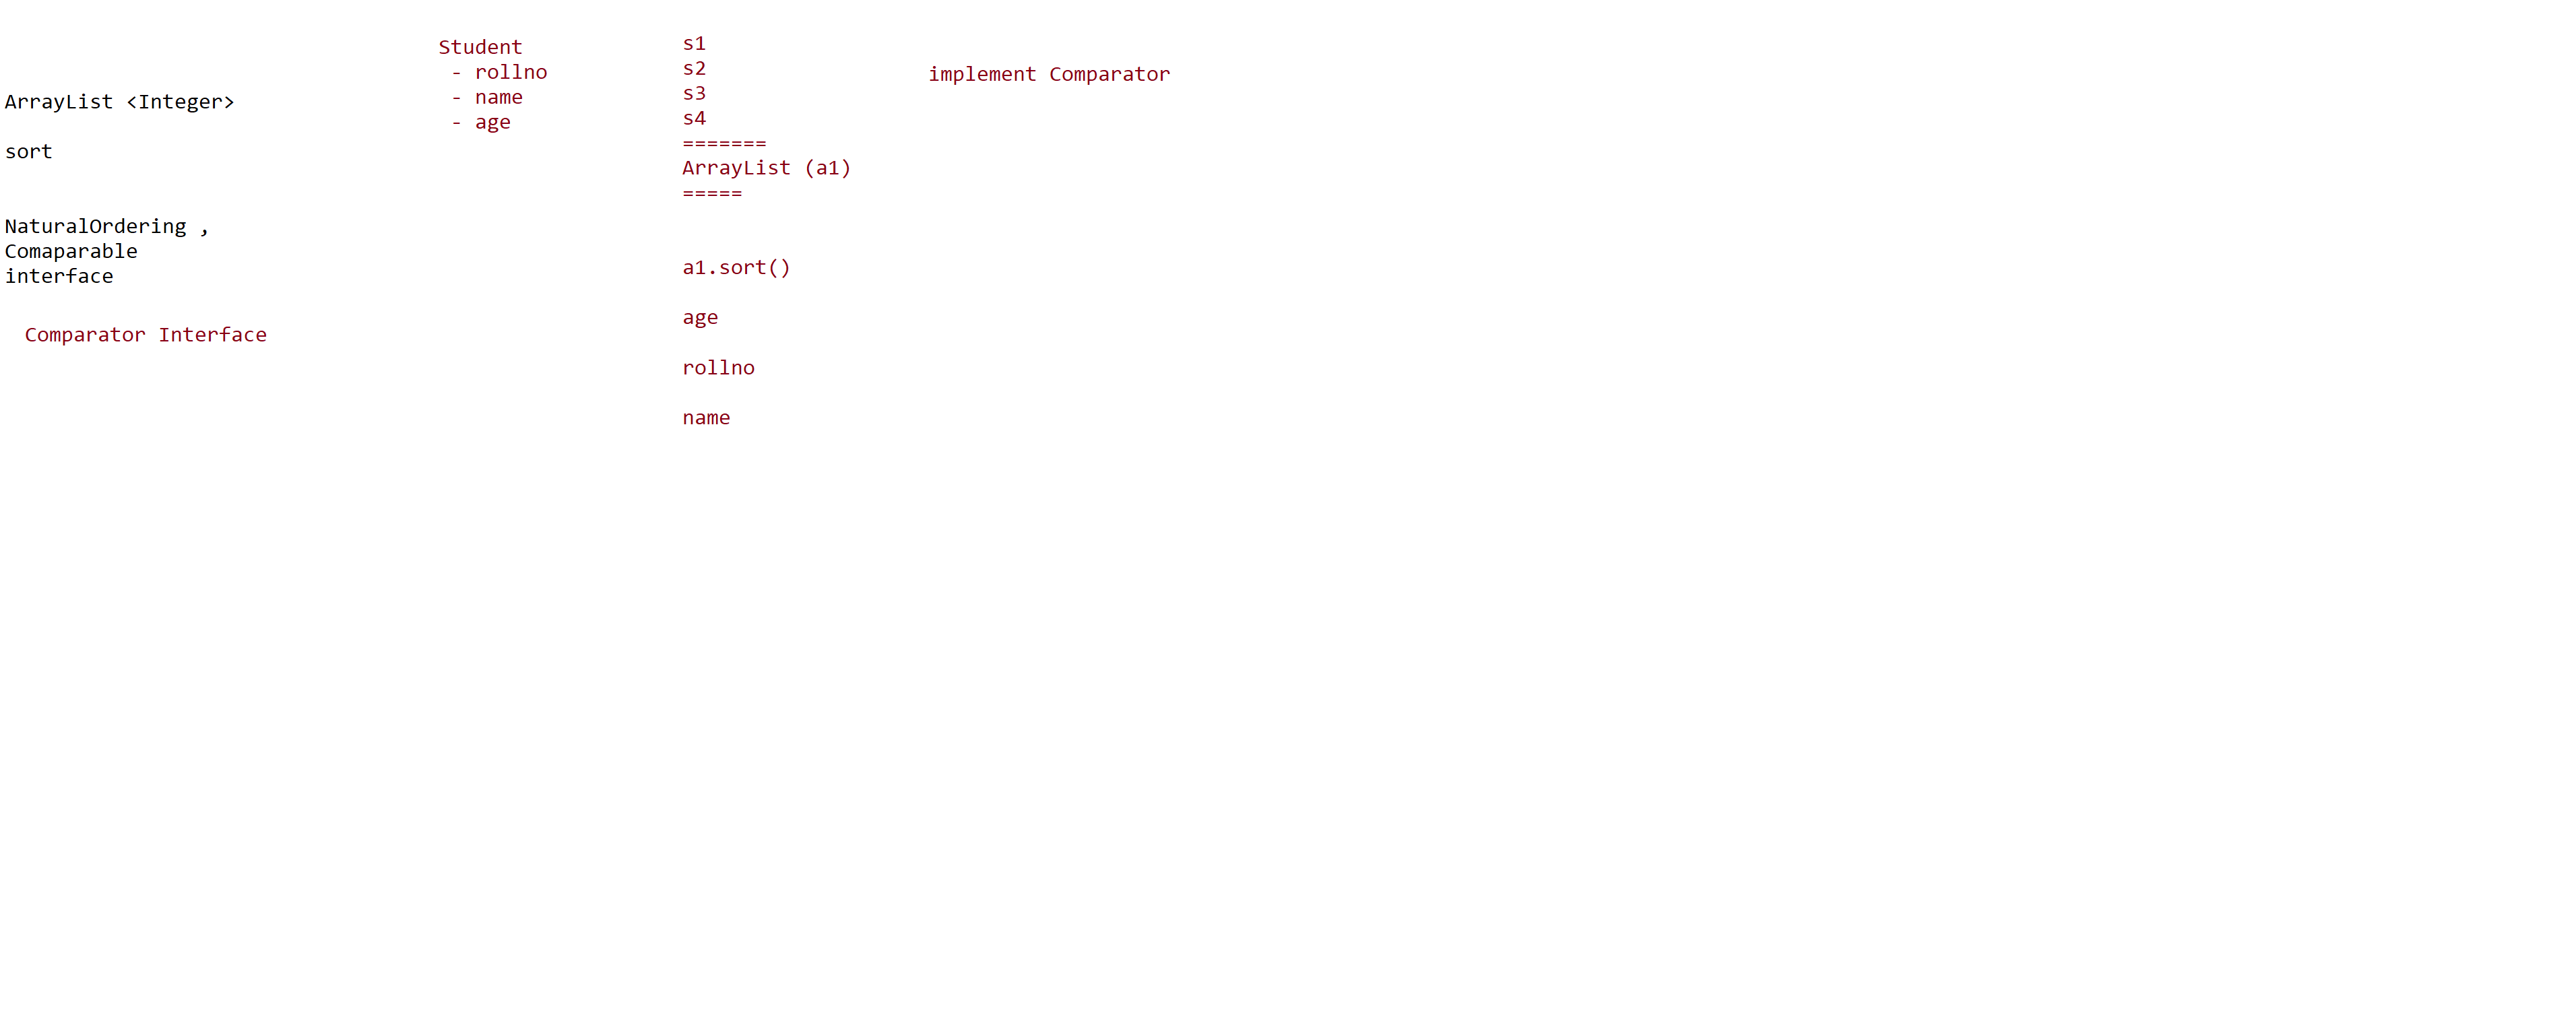 ArrayList <Integer>
sort
NaturalOrdering ,
Comaparable
interface
Comparator Interface
Student
- rollno
- name
- age
s1
s2
s3
s4
=======
ArrayList (a1)
=====
a1.sort()
age
rollno
name
implement Comparator